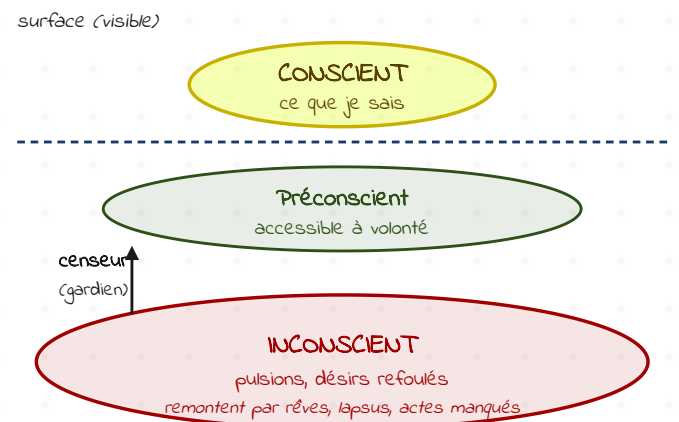 surface (visible)
CONSCIENT
ce que je sais
Préconscient
accessible à volonté
censeur
(gardien)
INCONSCIENT
pulsions, désirs refoulés
remontent par rêves, lapsus, actes manqués